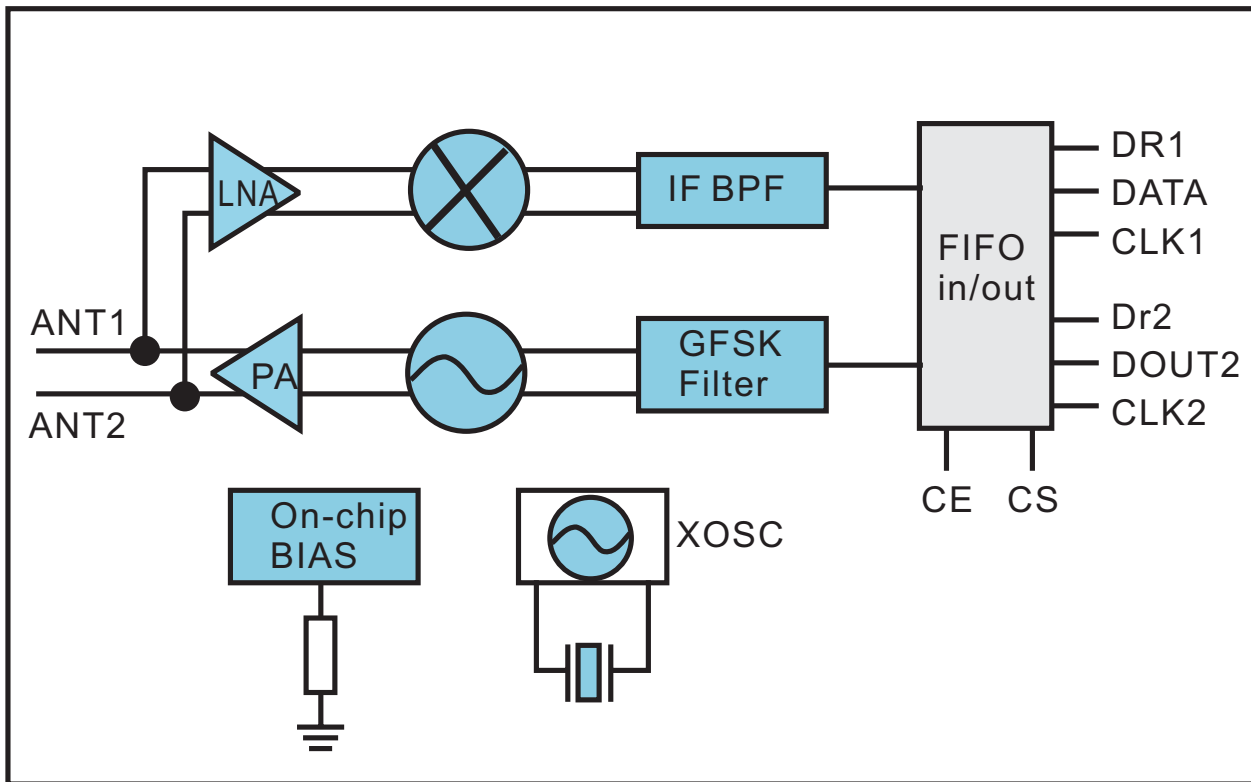 LNA
IF BPF
FIFO
in/out
DR1
DATA
CLK1
Dr2
DOUT2
CLK2
ANT1
ANT2
PA
GFSK
Filter
CE
CS
On-chip
BIAS
XOSC